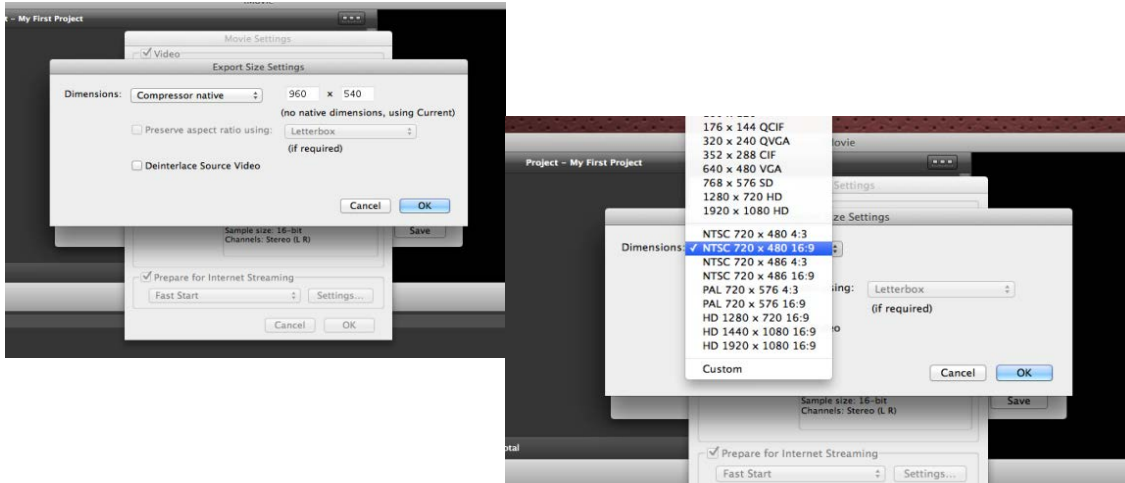 iMovie
t – My First Project
Movie Settings
Video
Export Size Settings
Dimensions: Compressor native 960 x 540
(no native dimensions, using Current)
Preserve aspect ratio using: Letterbox
(if required)
Deinterlace Source Video
Cancel OK
Sample size: 16-bit
Channels: Stereo (L R)
Save
Prepare for Internet Streaming
Fast Start Settings...
Cancel OK
176 x 144 QCIF
320 x 240 QVGA
352 x 288 CIF
640 x 480 VGA
768 x 576 SD
1280 x 720 HD
1920 x 1080 HD
NTSC 720 x 480 4:3
✓ NTSC 720 x 480 16:9
NTSC 720 x 486 4:3
NTSC 720 x 486 16:9
PAL 720 x 576 4:3
PAL 720 x 576 16:9
HD 1280 x 720 16:9
HD 1440 x 1080 16:9
HD 1920 x 1080 16:9
Custom
ovie
Project – My First Project
Settings
ze Settings
Dimensions:
sing: Letterbox
(if required)
eo
Cancel OK
Sample size: 16-bit
Channels: Stereo (L R)
Save
otal
Prepare for Internet Streaming
Fast Start Settings...